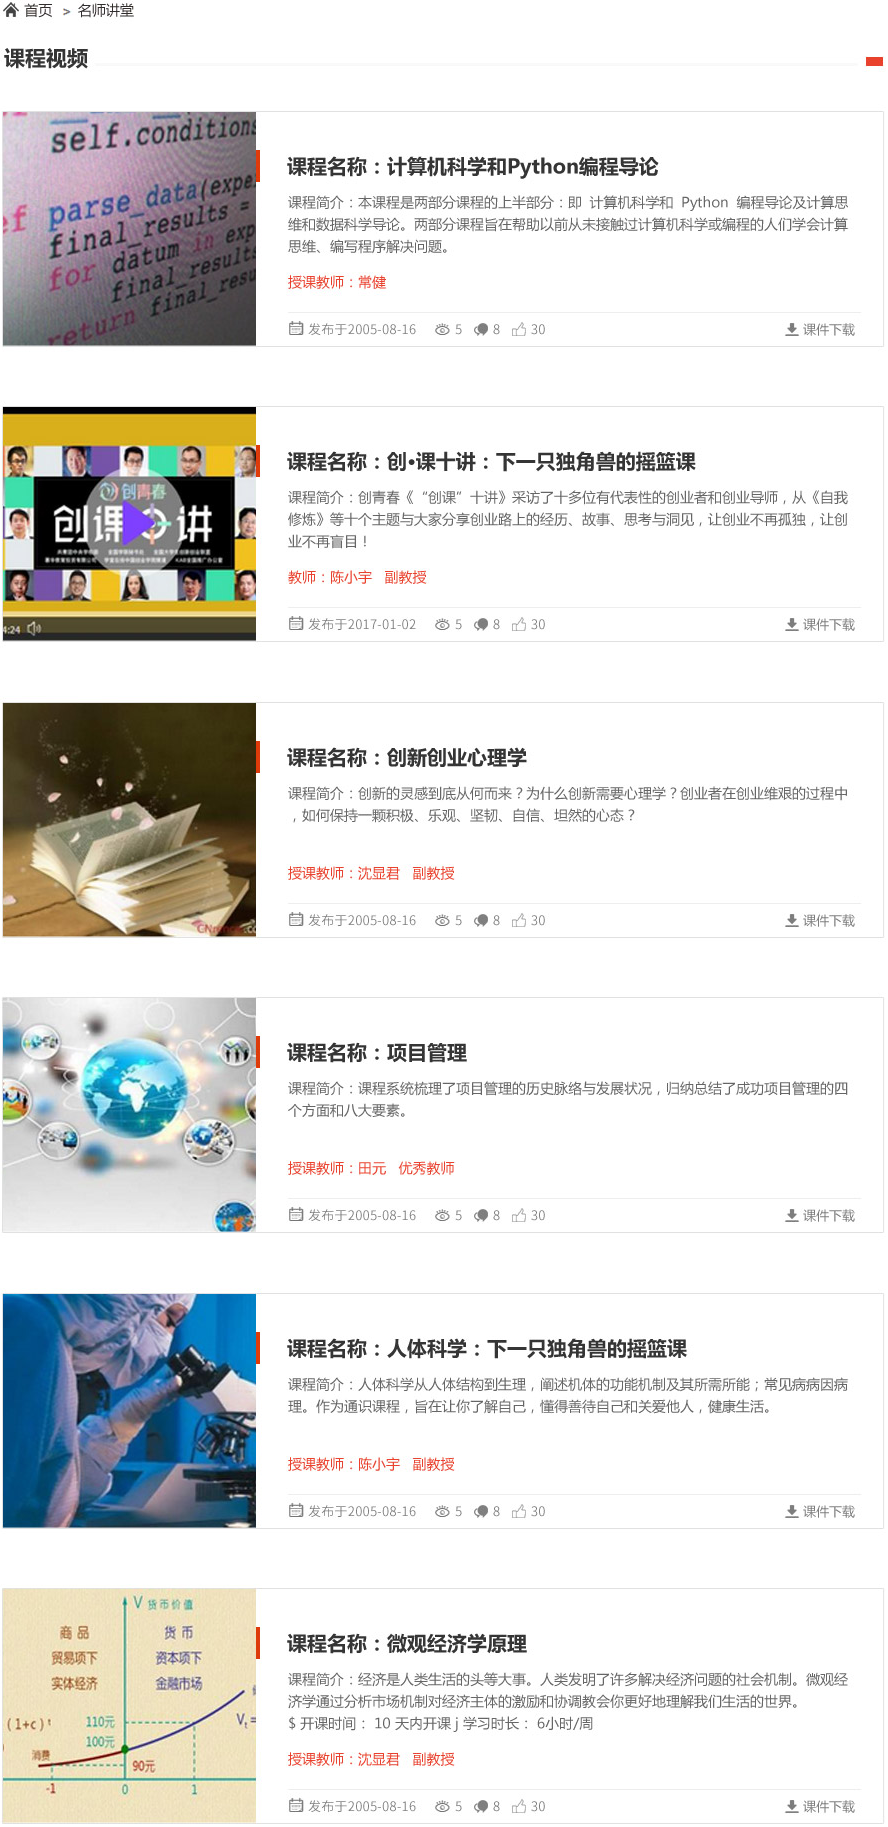 首页 > 名师讲堂
课程视频
self.conditions
parse_data(expe
final_results =
for datum in exp
final_results
final_resu
return
课程名称：计算机科学和Python编程导论
课程简介：本课程是两部分课程的上半部分：即 计算机科学和 Python 编程导论及计算思
维和数据科学导论。两部分课程旨在帮助以前从未接触过计算机科学或编程的人们学会计算
思维、编写程序解决问题。
授课教师：常健
发布于2005-08-16 5 8 30 课件下载
创青春
创课十讲
4:24
课程名称：创•课十讲：下一只独角兽的摇篮课
课程简介：创青春《“创课”十讲》采访了十多位有代表性的创业者和创业导师，从《自我
修炼》等十个主题与大家分享创业路上的经历、故事、思考与洞见，让创业不再孤独，让创
业不再盲目！
教师：陈小宇 副教授
发布于2017-01-02 5 8 30 课件下载
课程名称：创新创业心理学
课程简介：创新的灵感到底从何而来？为什么创新需要心理学？创业者在创业维艰的过程中
，如何保持一颗积极、乐观、坚韧、自信、坦然的心态？
授课教师：沈显君 副教授
发布于2005-08-16 5 8 30 课件下载
课程名称：项目管理
课程简介：课程系统梳理了项目管理的历史脉络与发展状况，归纳总结了成功项目管理的四
个方面和八大要素。
授课教师：田元 优秀教师
发布于2005-08-16 5 8 30 课件下载
课程名称：人体科学：下一只独角兽的摇篮课
课程简介：人体科学从人体结构到生理，阐述机体的功能机制及其所需所能；常见病病因病
理。作为通识课程，旨在让你了解自己，懂得善待自己和关爱他人，健康生活。
授课教师：陈小宇 副教授
发布于2005-08-16 5 8 30 课件下载
V 货币价值
商品 货币
贸易项下 资本项下
实体经济 金融市场
(1+c)ᵗ 110元 Vₜ=
100元
消费 90元
-1 0 1
课程名称：微观经济学原理
课程简介：经济是人类生活的头等大事。人类发明了许多解决经济问题的社会机制。微观经
济学通过分析市场机制对经济主体的激励和协调教会你更好地理解我们生活的世界。
$ 开课时间： 10 天内开课 j 学习时长： 6小时/周
授课教师：沈显君 副教授
发布于2005-08-16 5 8 30 课件下载